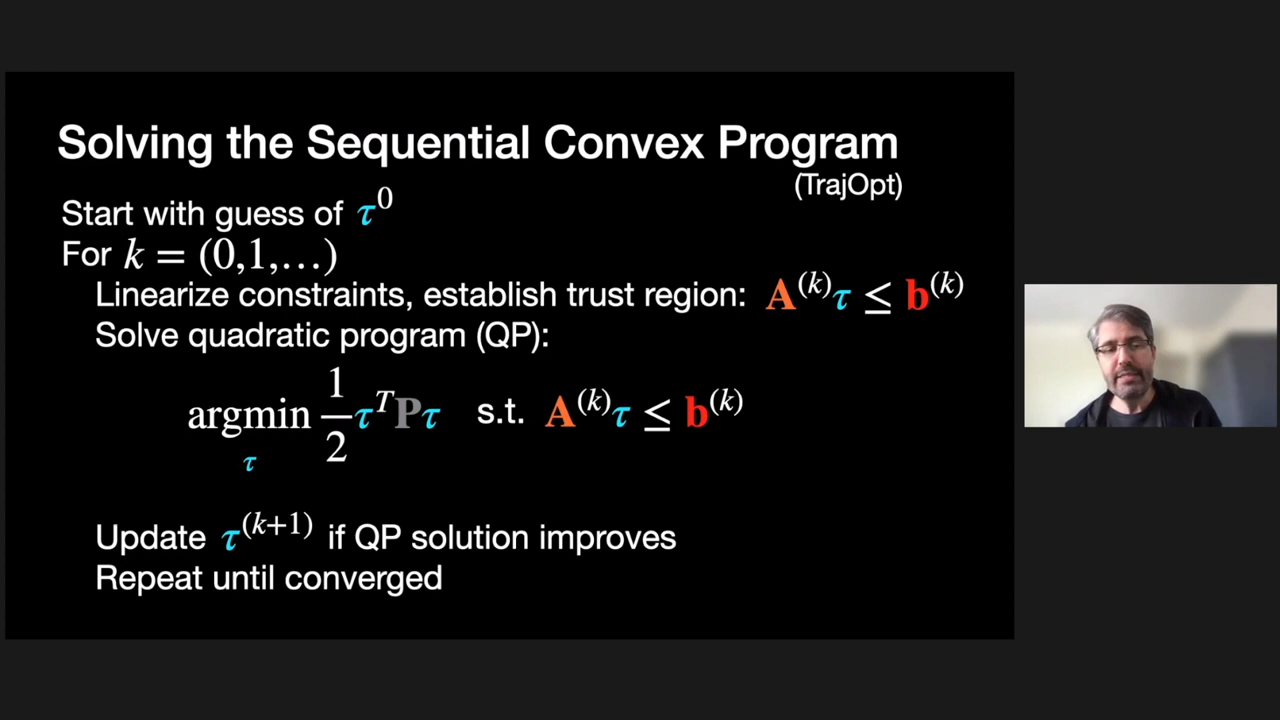 Solving the Sequential Convex Program
(TrajOpt)
Start with guess of τ⁰
For k = (0,1,…)
Linearize constraints, establish trust region: A⁽ᵏ⁾τ ≤ b⁽ᵏ⁾
Solve quadratic program (QP):
argmin_τ 1/2 τᵀPτ s.t. A⁽ᵏ⁾τ ≤ b⁽ᵏ⁾
Update τ⁽ᵏ⁺¹⁾ if QP solution improves
Repeat until converged